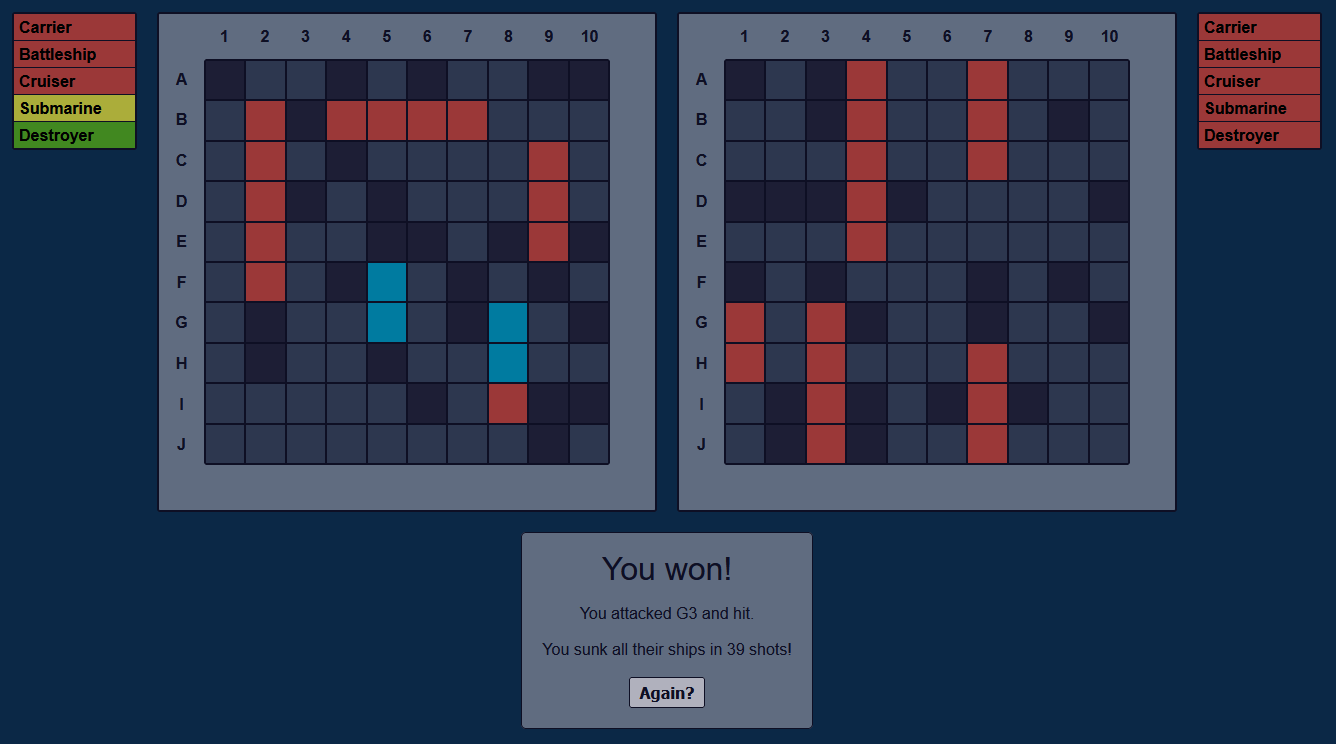 Carrier
Battleship
Cruiser
Submarine
Destroyer
1 2 3 4 5 6 7 8 9 10
A
B
C
D
E
F
G
H
I
J
1 2 3 4 5 6 7 8 9 10
A
B
C
D
E
F
G
H
I
J
Carrier
Battleship
Cruiser
Submarine
Destroyer
You won!
You attacked G3 and hit.
You sunk all their ships in 39 shots!
Again?